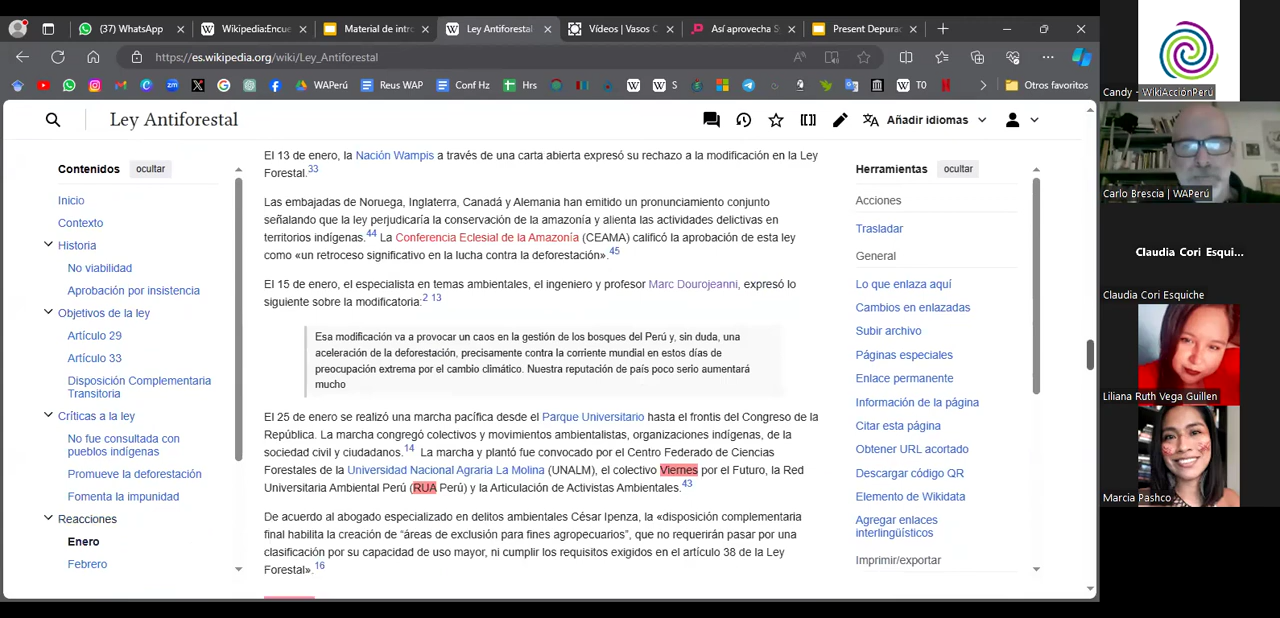 (37) WhatsApp
Wikipedia:Encue
Material de intro
Ley Antiforestal
Vídeos | Vasos C
Así aprovecha S
Present Depurac
https://es.wikipedia.org/wiki/Ley_Antiforestal
WAPerú
Reus WAP
Conf Hz
Hrs
W S
W T0
Otros favoritos
Ley Antiforestal
Añadir idiomas
Contenidos
ocultar
Inicio
Contexto
Historia
No viabilidad
Aprobación por insistencia
Objetivos de la ley
Artículo 29
Artículo 33
Disposición Complementaria
Transitoria
Críticas a la ley
No fue consultada con
pueblos indígenas
Promueve la deforestación
Fomenta la impunidad
Reacciones
Enero
Febrero
El 13 de enero, la Nación Wampis a través de una carta abierta expresó su rechazo a la modificación en la Ley
Forestal.33
Las embajadas de Noruega, Inglaterra, Canadá y Alemania han emitido un pronunciamiento conjunto
señalando que la ley perjudicaría la conservación de la amazonía y alienta las actividades delictivas en
territorios indígenas.44 La Conferencia Eclesial de la Amazonía (CEAMA) calificó la aprobación de esta ley
como «un retroceso significativo en la lucha contra la deforestación».45
El 15 de enero, el especialista en temas ambientales, el ingeniero y profesor Marc Dourojeanni, expresó lo
siguiente sobre la modificatoria:2 13
Esa modificación va a provocar un caos en la gestión de los bosques del Perú y, sin duda, una
aceleración de la deforestación, precisamente contra la corriente mundial en estos días de
preocupación extrema por el cambio climático. Nuestra reputación de país poco serio aumentará
mucho
El 25 de enero se realizó una marcha pacífica desde el Parque Universitario hasta el frontis del Congreso de la
República. La marcha congregó colectivos y movimientos ambientalistas, organizaciones indígenas, de la
sociedad civil y ciudadanos.14 La marcha y plantó fue convocado por el Centro Federado de Ciencias
Forestales de la Universidad Nacional Agraria La Molina (UNALM), el colectivo Viernes por el Futuro, la Red
Universitaria Ambiental Perú (RUA Perú) y la Articulación de Activistas Ambientales.43
De acuerdo al abogado especializado en delitos ambientales César Ipenza, la «disposición complementaria
final habilita la creación de “áreas de exclusión para fines agropecuarios”, que no requerirán pasar por una
clasificación por su capacidad de uso mayor, ni cumplir los requisitos exigidos en el artículo 38 de la Ley
Forestal».16
Herramientas
ocultar
Acciones
Trasladar
General
Lo que enlaza aquí
Cambios en enlazadas
Subir archivo
Páginas especiales
Enlace permanente
Información de la página
Citar esta página
Obtener URL acortado
Descargar código QR
Elemento de Wikidata
Agregar enlaces
interlingüísticos
Imprimir/exportar
Candy - WikiAcciónPerú
Carlo Brescia | WAPerú
Claudia Cori Esqui...
Claudia Cori Esquiche
Liliana Ruth Vega Guillen
Marcia Pashco